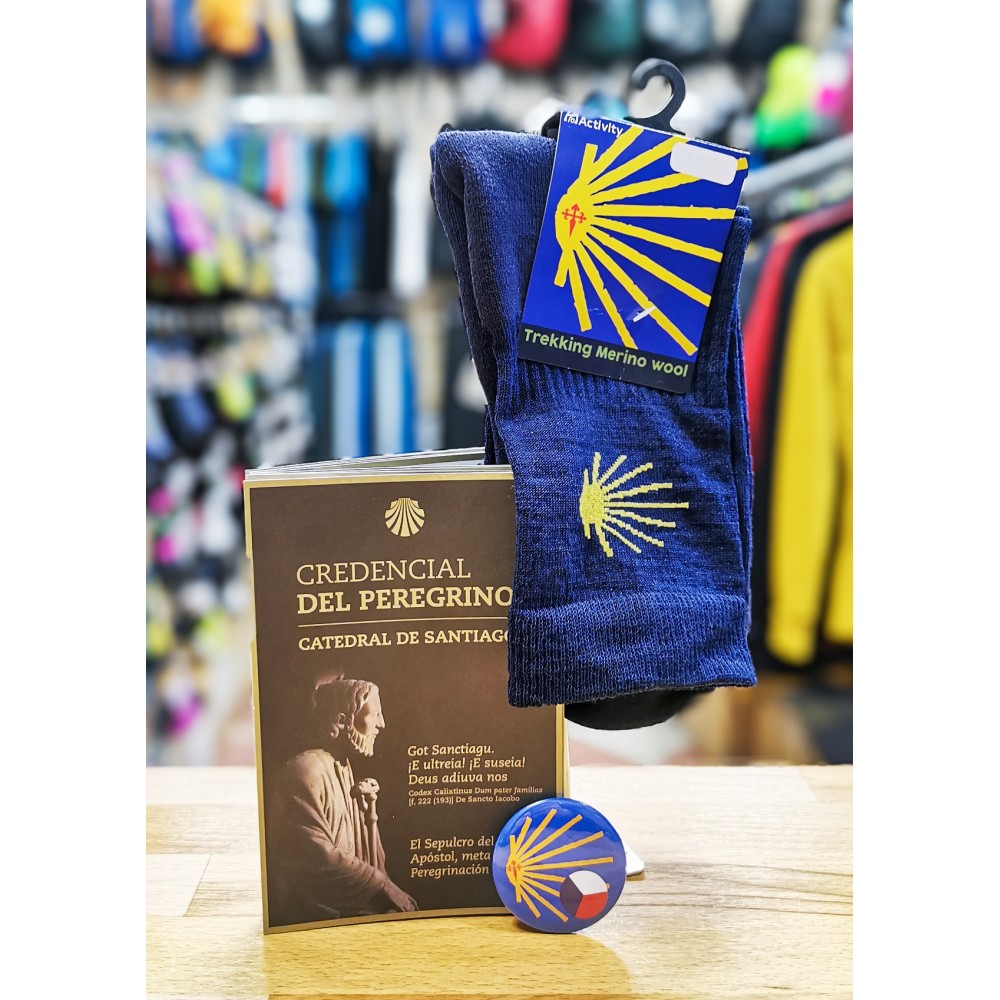 Activity
Trekking Merino wool
CREDENCIAL
DEL PEREGRINO
CATEDRAL DE SANTIAGO
Got Sanctiagu.
¡E ultreia! ¡E suseia!
Deus adiuva nos
Codex Calixtinus Dum pater familias
[f. 222 (193)] De Sancto Iacobo
El Sepulcro del
Apóstol, meta
Peregrinación